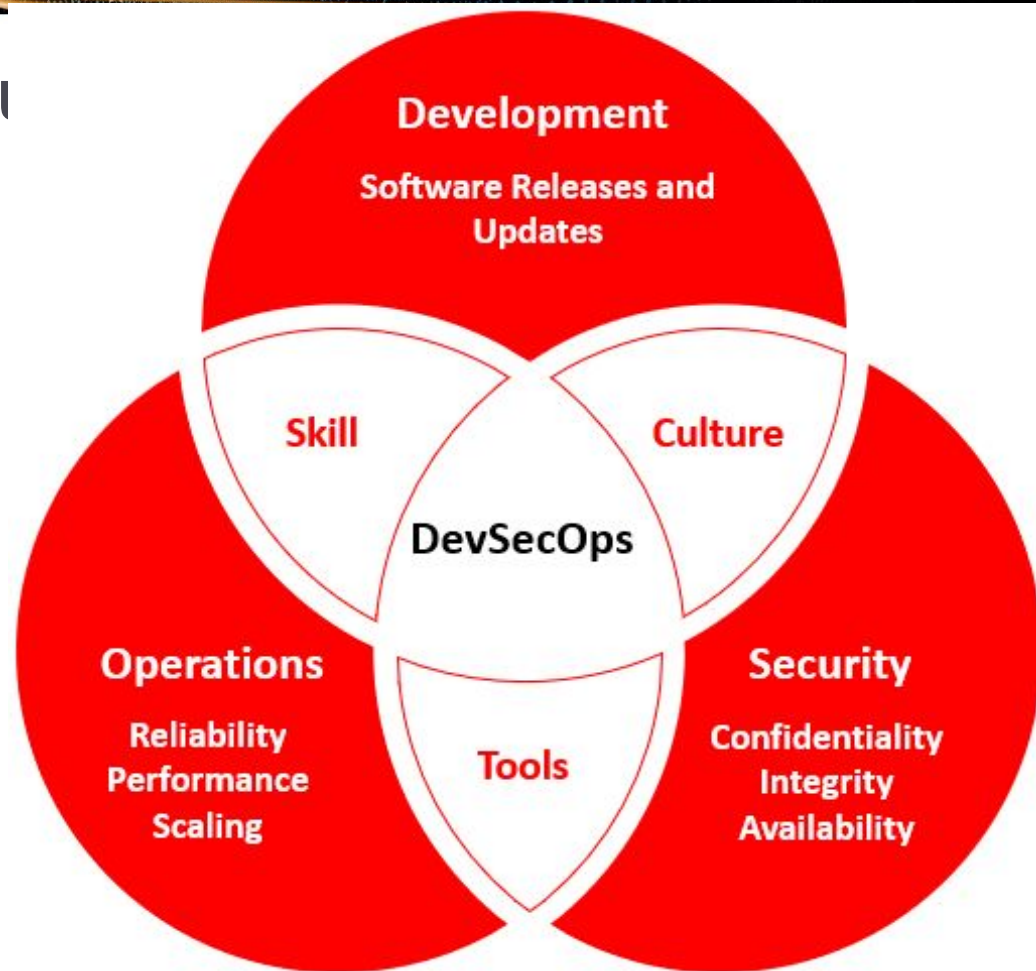 Development
Software Releases and
Updates
Skill
Culture
DevSecOps
Operations
Reliability
Performance
Scaling
Tools
Security
Confidentiality
Integrity
Availability